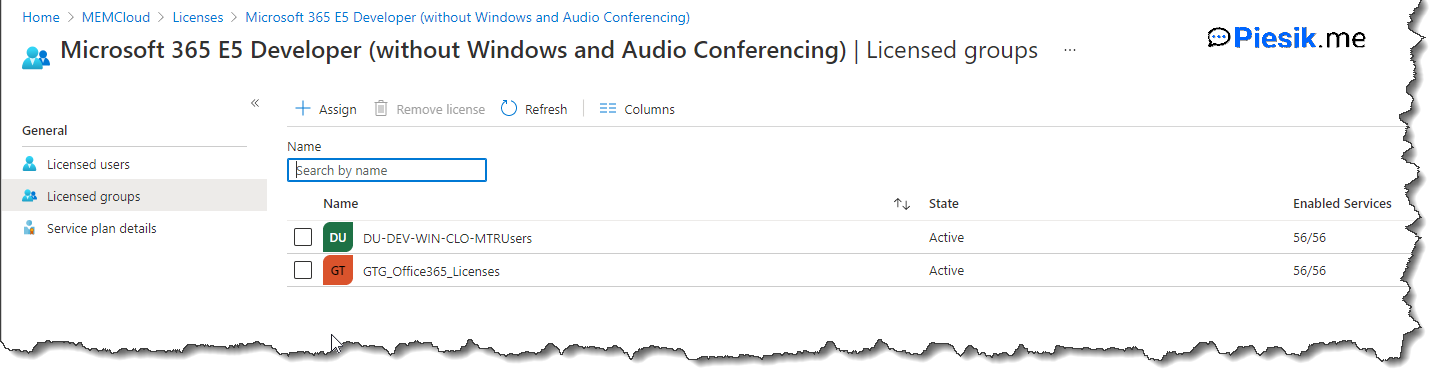 Home > MEMCloud > Licenses > Microsoft 365 E5 Developer (without Windows and Audio Conferencing)
Microsoft 365 E5 Developer (without Windows and Audio Conferencing) | Licensed groups ...
Piesik.me
«
General
Licensed users
Licensed groups
Service plan details
Assign Remove license Refresh Columns
Name
Search by name
Name State Enabled Services
DU DU-DEV-WIN-CLO-MTRUsers Active 56/56
GT GTG_Office365_Licenses Active 56/56